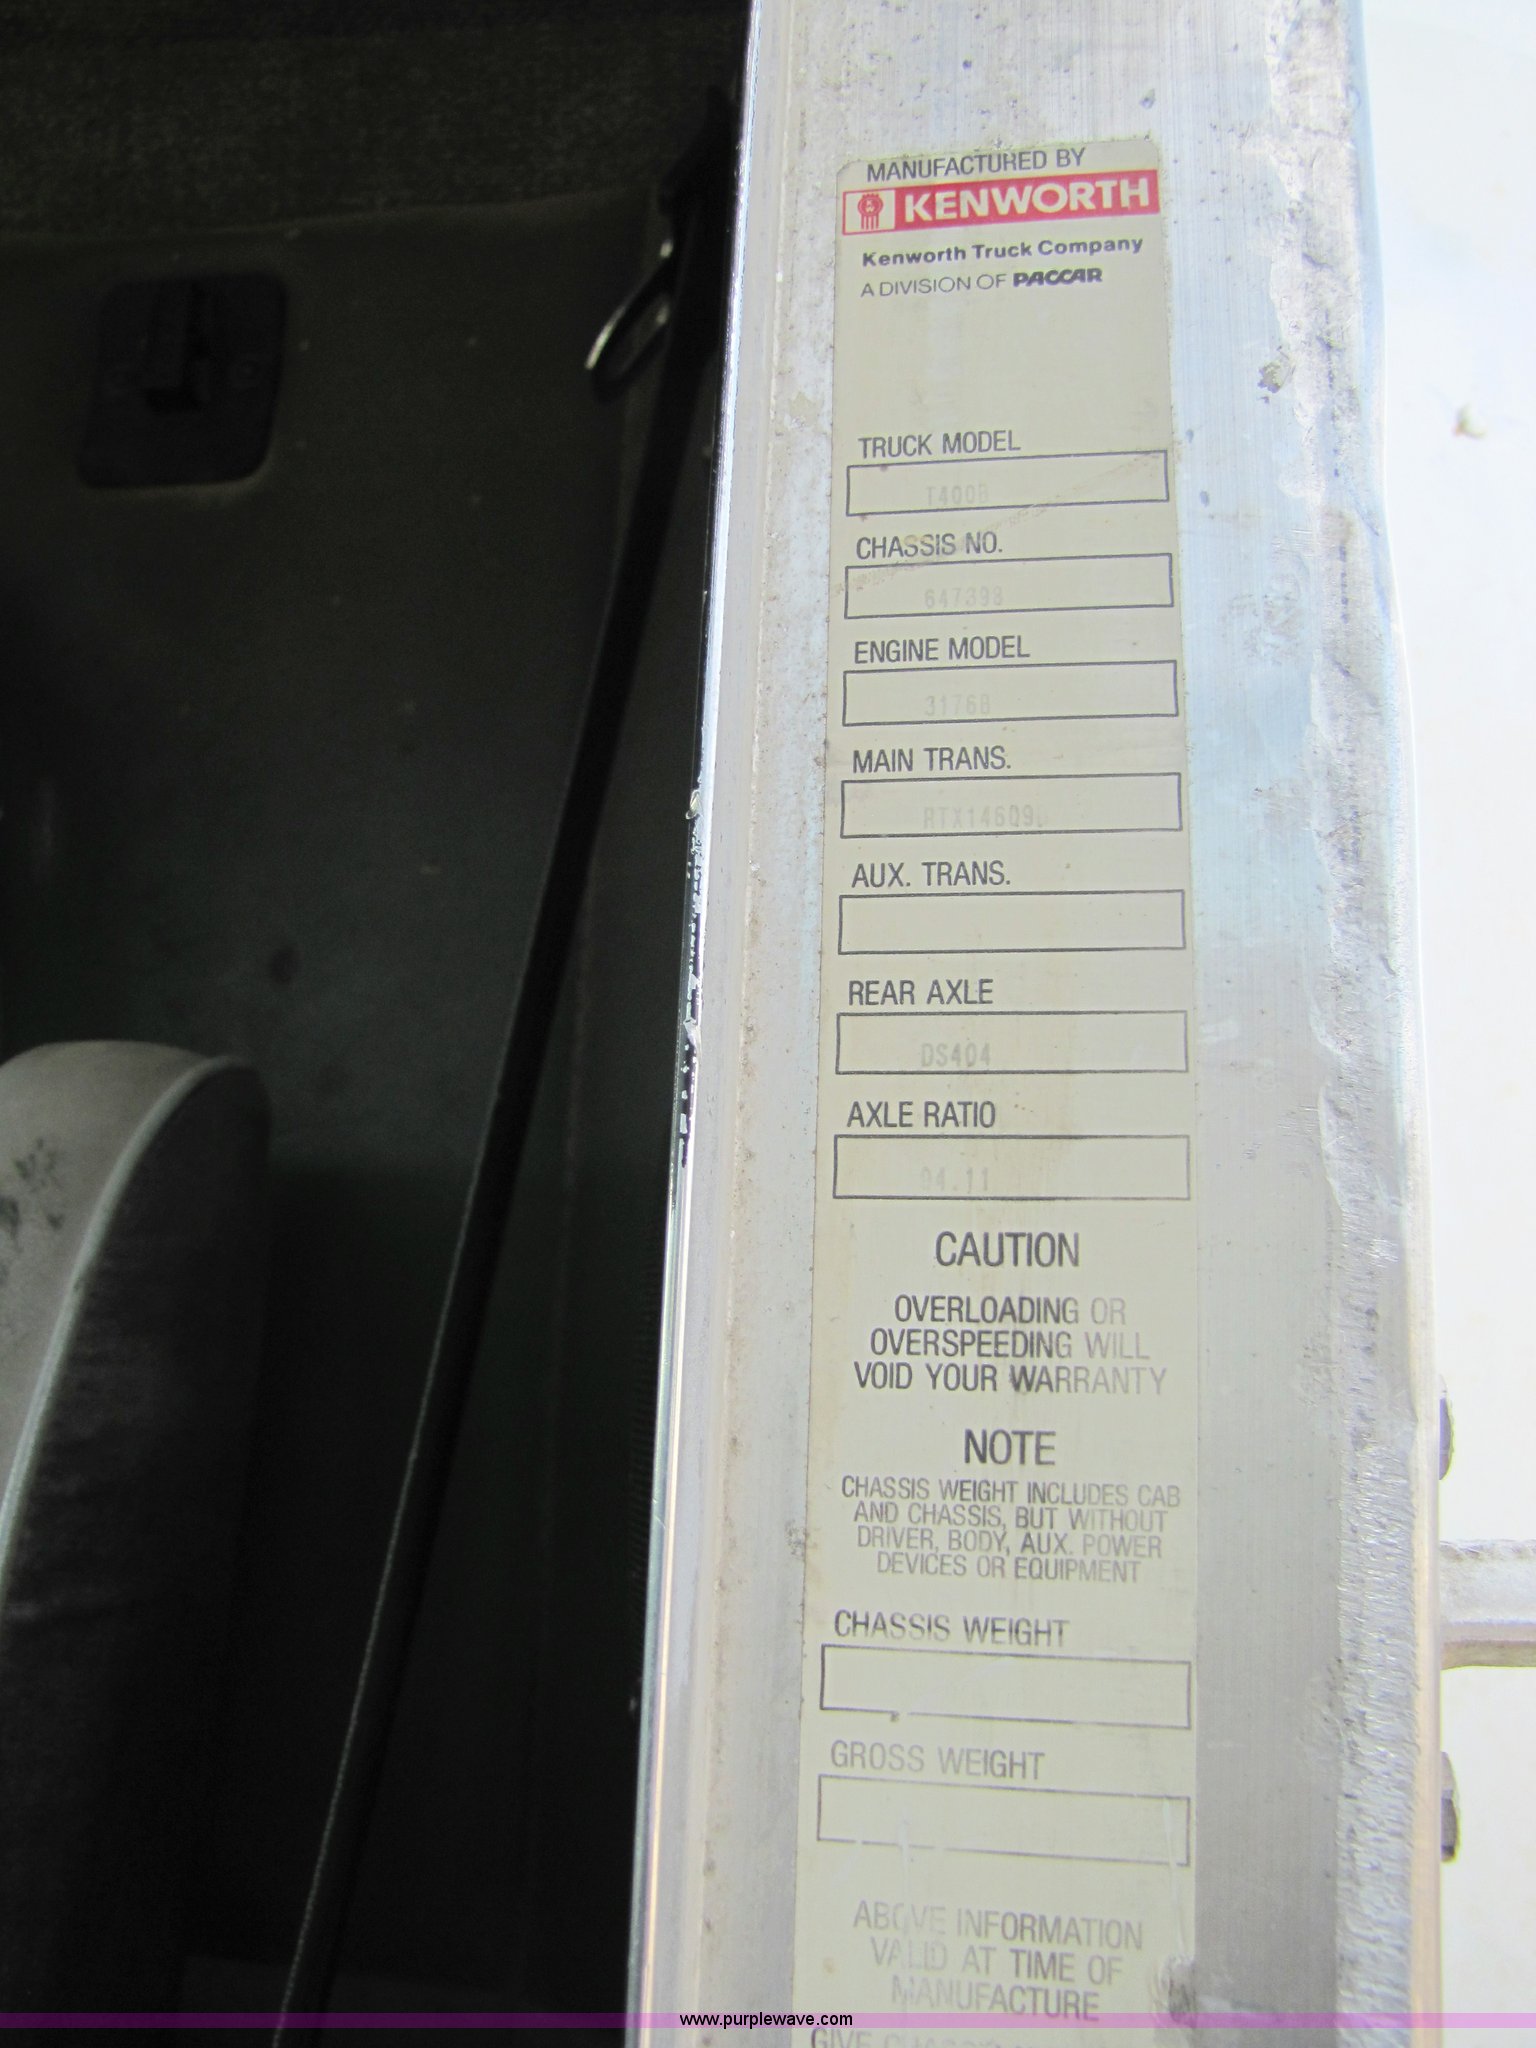 MANUFACTURED BY
KENWORTH
Kenworth Truck Company
A DIVISION OF PACCAR
TRUCK MODEL
T400B
CHASSIS NO.
647398
ENGINE MODEL
3176B
MAIN TRANS.
RTX14609B
AUX. TRANS.
REAR AXLE
DS404
AXLE RATIO
04.11
CAUTION
OVERLOADING OR
OVERSPEEDING WILL
VOID YOUR WARRANTY
NOTE
CHASSIS WEIGHT INCLUDES CAB
AND CHASSIS, BUT WITHOUT
DRIVER, BODY, AUX. POWER
DEVICES OR EQUIPMENT
CHASSIS WEIGHT
GROSS WEIGHT
ABOVE INFORMATION
VALID AT TIME OF
MANUFACTURE
www.purplewave.com
GIVE